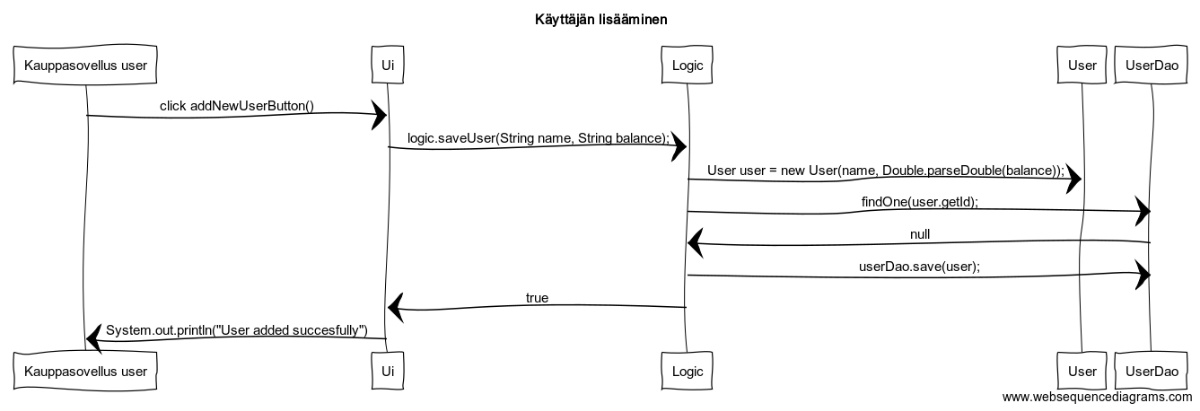 Käyttäjän lisääminen
Kauppasovellus user
Ui
Logic
User
UserDao
click addNewUserButton()
logic.saveUser(String name, String balance);
User user = new User(name, Double.parseDouble(balance));
findOne(user.getId);
null
userDao.save(user);
true
System.out.println("User added succesfully")
Kauppasovellus user
Ui
Logic
User
UserDao
www.websequencediagrams.com